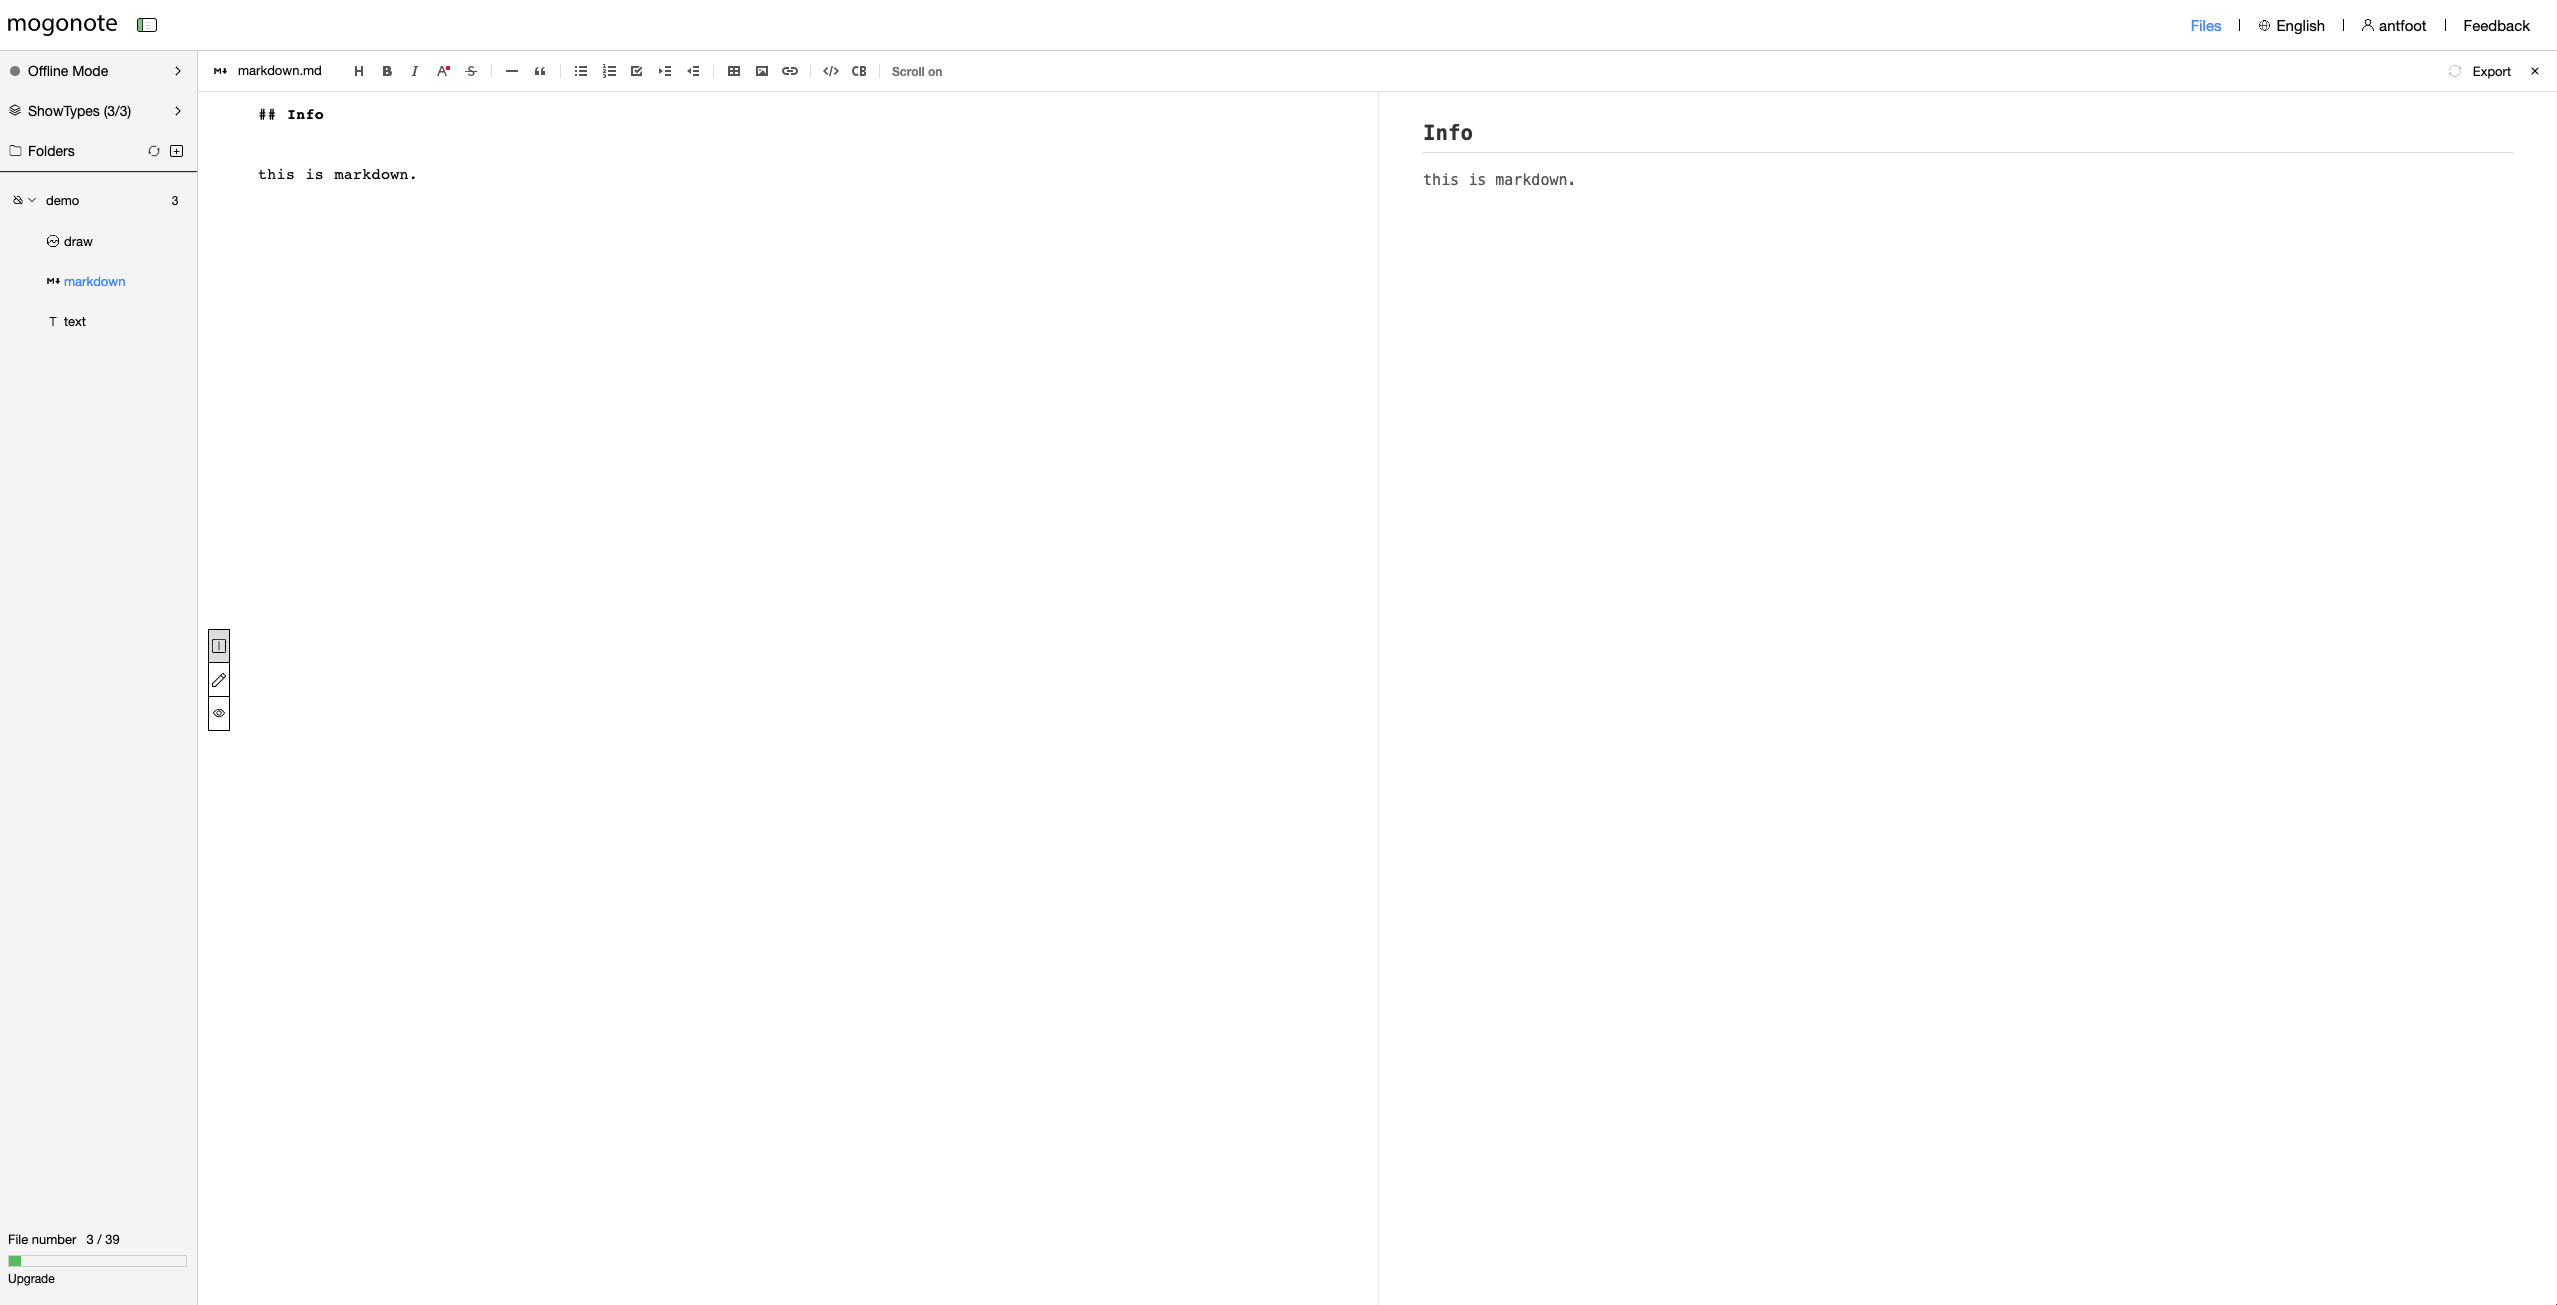 mogonote
Files | English | antfoot | Feedback
Offline Mode
ShowTypes (3/3)
Folders
demo 3
draw
M markdown
T text
File number 3 / 39
Upgrade
M markdown.md H B I A S CB Scroll on Export
## Info
this is markdown.
Info
this is markdown.